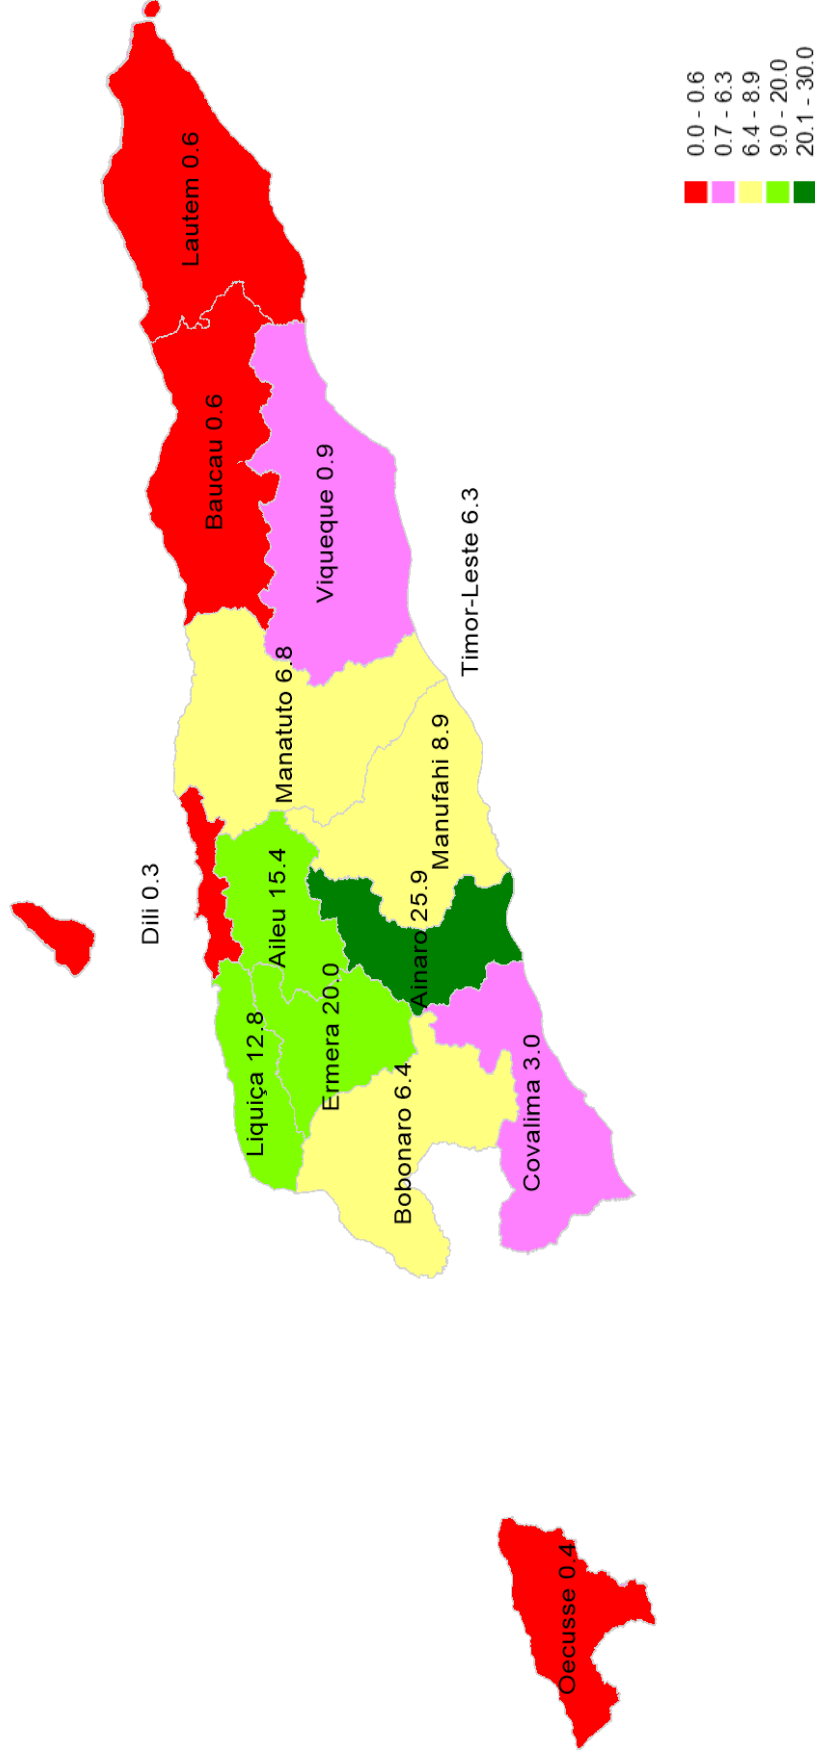 Lautem 0.6
Baucau 0.6
Viqueque 0.9
Manatuto 6.8
Timor-Leste 6.3
Manufahi 8.9
Dili 0.3
Aileu 15.4
Ainaro 25.9
Liquiça 12.8
Ermera 20.0
Bobonaro 6.4
Covalima 3.0
Oecusse 0.4
0.0 - 0.6
0.7 - 6.3
6.4 - 8.9
9.0 - 20.0
20.1 - 30.0